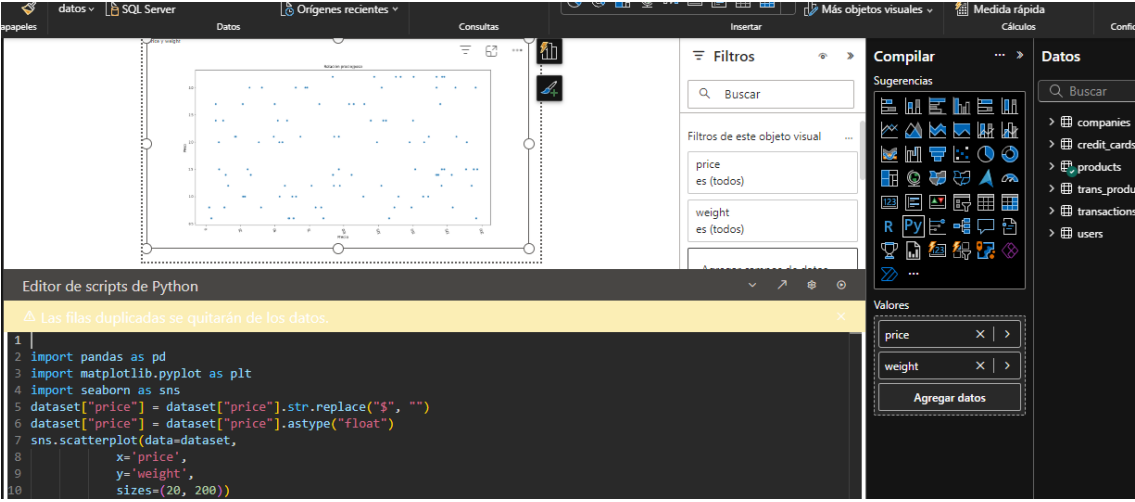 datos
SQL Server
Orígenes recientes
Más objetos visuales
Medida rápida
apapeles
Datos
Consultas
Insertar
Cálculos
Confi
Price y weight
Filtros
Buscar
Filtros de este objeto visual
price
es (todos)
weight
es (todos)
Compilar
Sugerencias
R
Py
123
Valores
price
weight
Agregar datos
Datos
Buscar
companies
credit_cards
products
trans_produ
transactions
users
Editor de scripts de Python
Las filas duplicadas se quitarán de los datos.
1
2 import pandas as pd
3 import matplotlib.pyplot as plt
4 import seaborn as sns
5 dataset["price"] = dataset["price"].str.replace("$", "")
6 dataset["price"] = dataset["price"].astype("float")
7 sns.scatterplot(data=dataset,
8 x='price',
9 y='weight',
10 sizes=(20, 200))